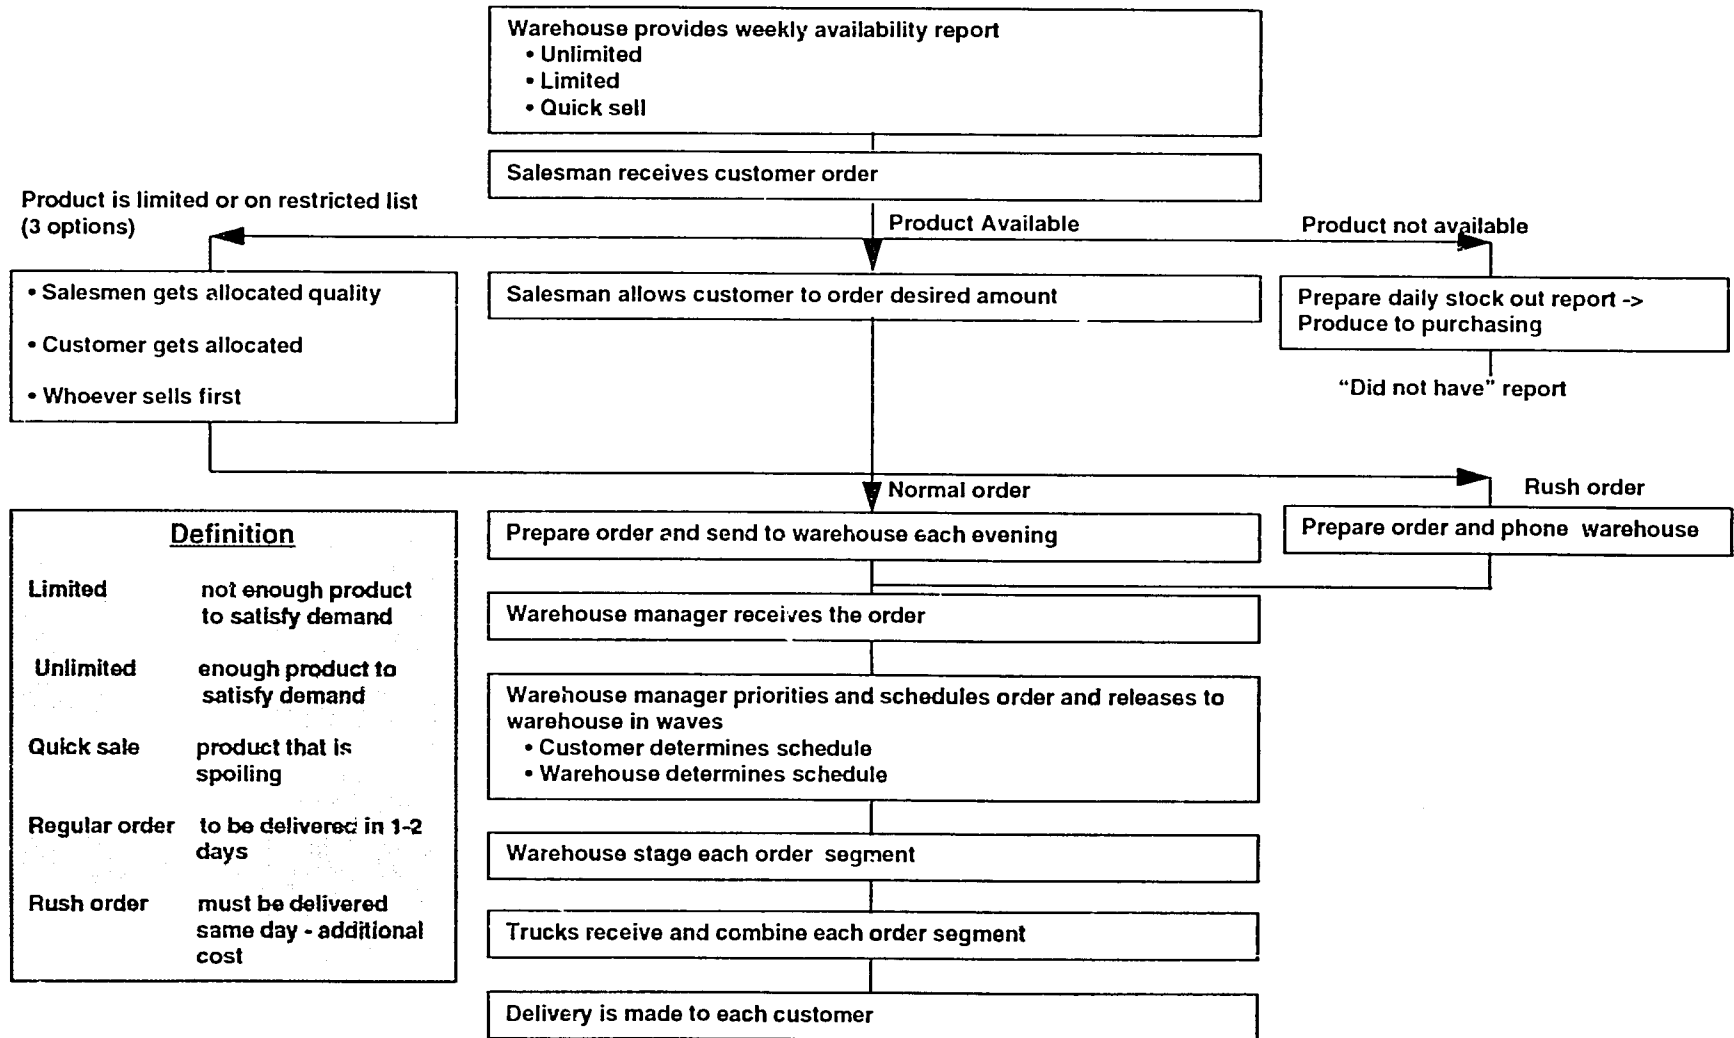 Warehouse provides weekly availability report
• Unlimited
• Limited
• Quick sell
Salesman receives customer order
Product is limited or on restricted list
(3 options)
Product Available
Product not available
• Salesmen gets allocated quality
• Customer gets allocated
• Whoever sells first
Salesman allows customer to order desired amount
Prepare daily stock out report ->
Produce to purchasing
“Did not have” report
Normal order
Rush order
Prepare order and send to warehouse each evening
Prepare order and phone warehouse
Warehouse manager receives the order
Warehouse manager priorities and schedules order and releases to
warehouse in waves
• Customer determines schedule
• Warehouse determines schedule
Warehouse stage each order segment
Trucks receive and combine each order segment
Delivery is made to each customer
Definition
Limited not enough product
to satisfy demand
Unlimited enough product to
satisfy demand
Quick sale product that is
spoiling
Regular order to be delivered in 1-2
days
Rush order must be delivered
same day - additional
cost